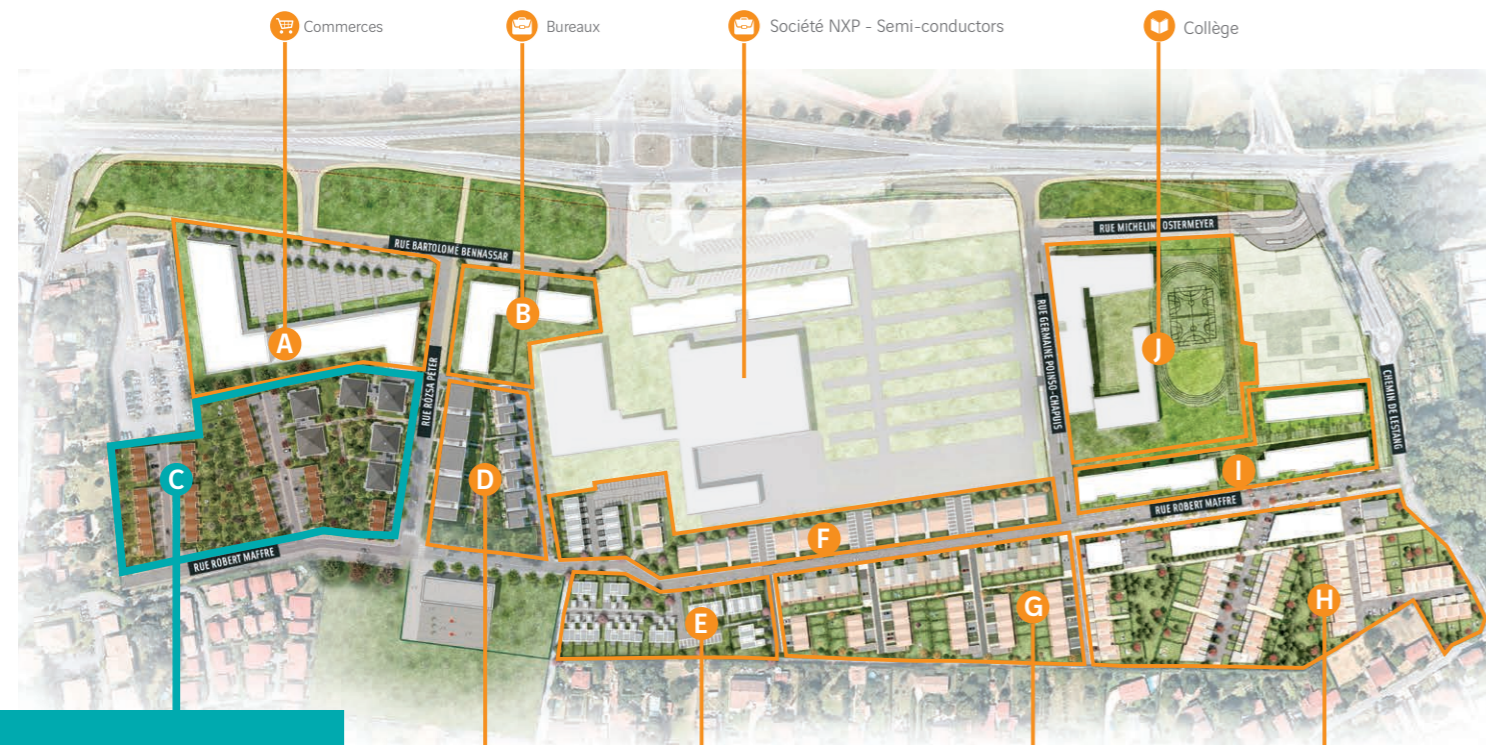 Commerces
Bureaux
Société NXP - Semi-conductors
Collège
RUE BARTOLOMÉ BENNASSAR
RUE MICHELINE OSTERMEYER
A
B
J
RUE RÓZSA PÉTER
RUE GERMAINE POINSO-CHAPUIS
CHEMIN DE LESTANG
C
D
I
RUE ROBERT MAFFRE
F
RUE ROBERT MAFFRE
E
G
H